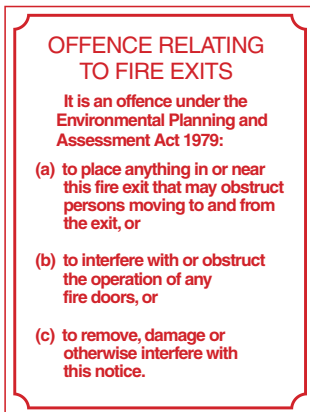 OFFENCE RELATING
TO FIRE EXITS
It is an offence under the
Environmental Planning and
Assessment Act 1979:
(a) to place anything in or near
this fire exit that may obstruct
persons moving to and from
the exit, or
(b) to interfere with or obstruct
the operation of any
fire doors, or
(c) to remove, damage or
otherwise interfere with
this notice.